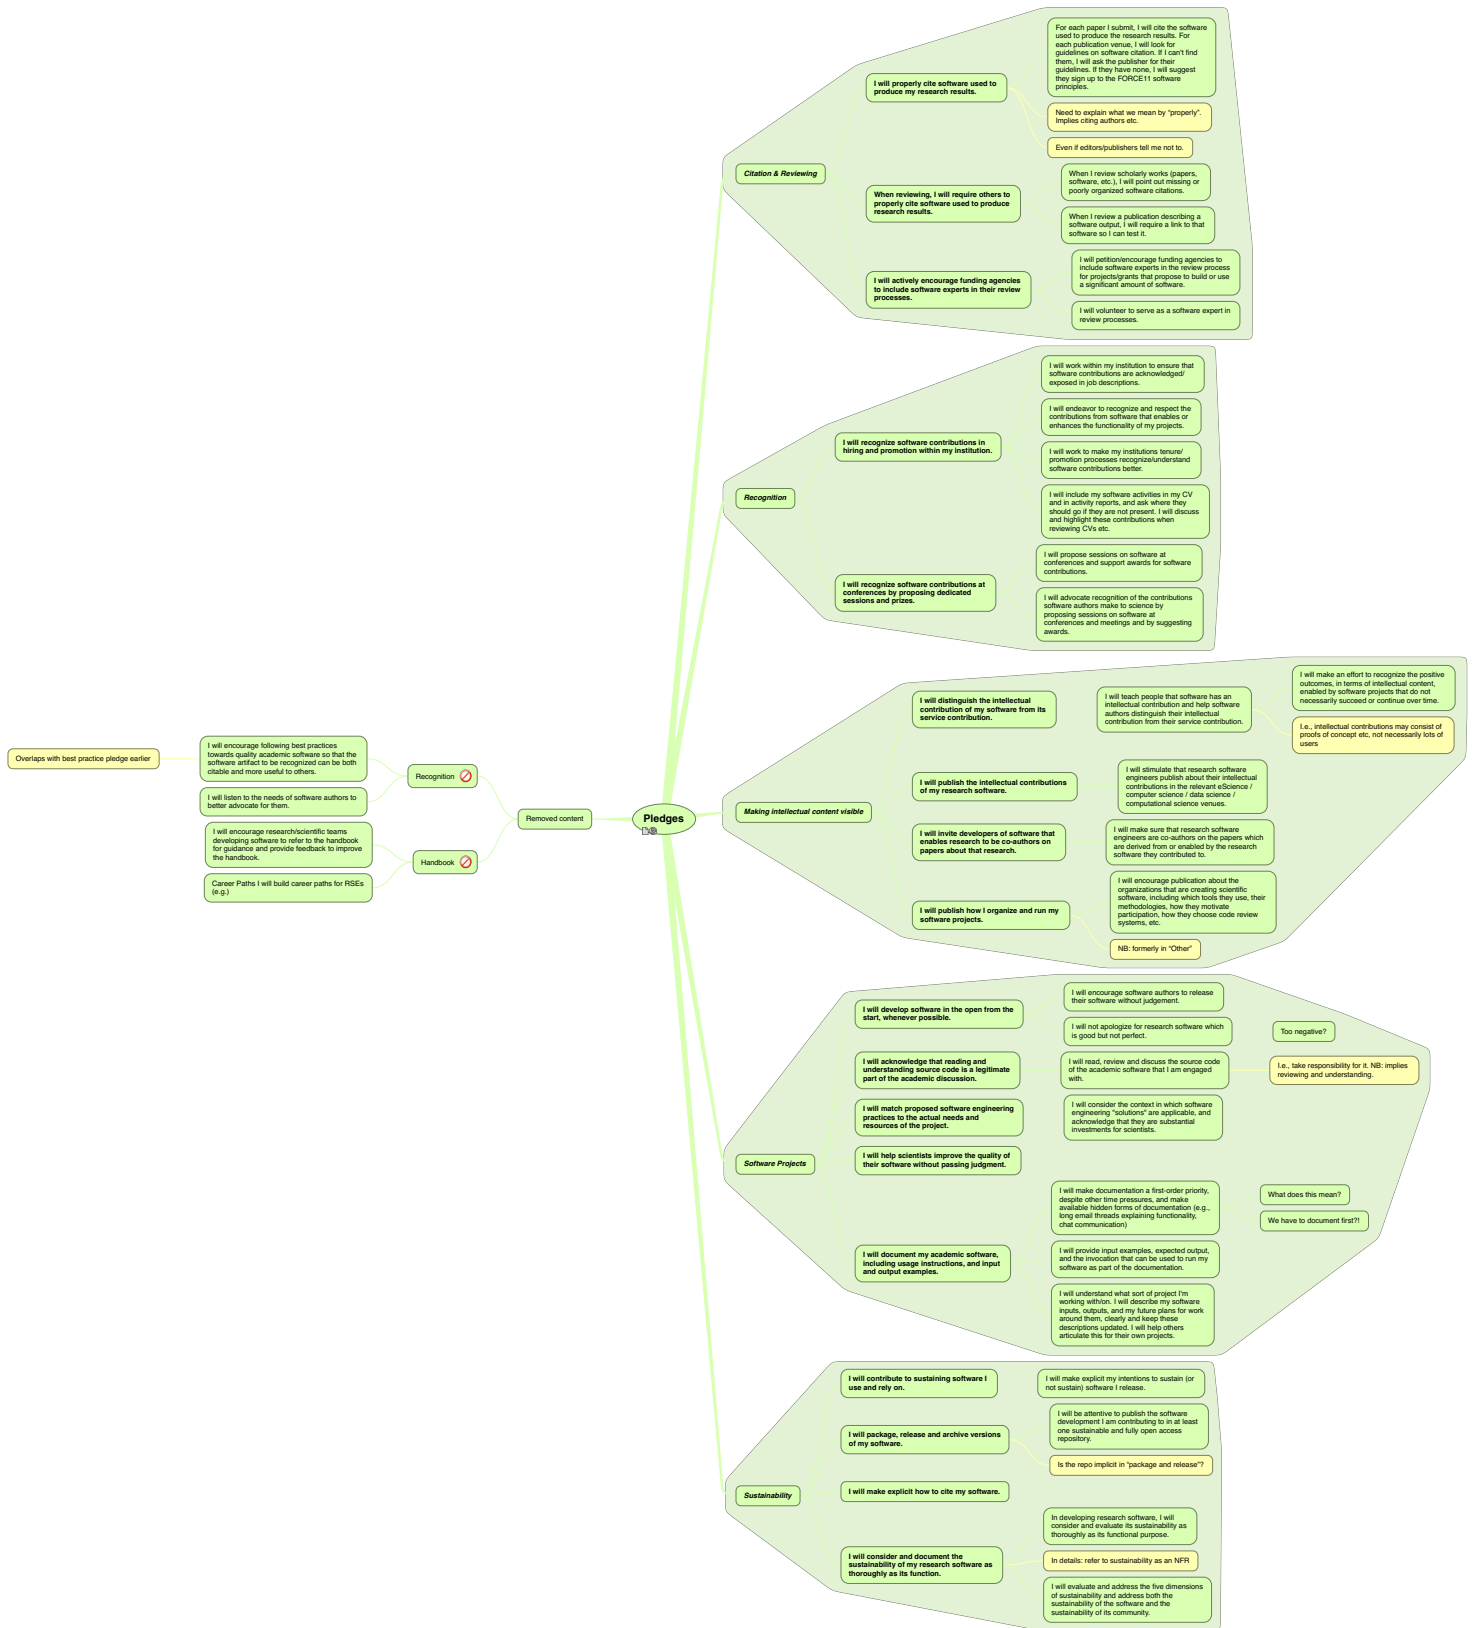 Pledges
Citation & Reviewing
I will properly cite software used to
produce my research results.
For each paper I submit, I will cite the software
used to produce the research results. For
each publication venue, I will look for
guidelines on software citation. If I can't find
them, I will ask the publisher for their
guidelines. If they have none, I will suggest
they sign up to the FORCE11 software
principles.
Need to explain what we mean by "properly".
Implies citing authors etc.
Even if editors/publishers tell me not to.
When reviewing, I will require others to
properly cite software used to produce
research results.
When I review scholarly works (papers,
software, etc.), I will point out missing or
poorly organized software citations.
When I review a publication describing a
software output, I will require a link to that
software so I can test it.
I will actively encourage funding agencies
to include software experts in their review
processes.
I will petition/encourage funding agencies to
include software experts in the review process
for projects/grants that propose to build or use
a significant amount of software.
I will volunteer to serve as a software expert in
review processes.
Recognition
I will recognize software contributions in
hiring and promotion within my institution.
I will work within my institution to ensure that
software contributions are acknowledged/
exposed in job descriptions.
I will endeavor to recognize and respect the
contributions from software that enables or
enhances the functionality of my projects.
I will work to make my institutions tenure/
promotion processes recognize/understand
software contributions better.
I will include my software activities in my CV
and in activity reports, and ask where they
should go if they are not present. I will discuss
and highlight these contributions when
reviewing CVs etc.
I will recognize software contributions at
conferences by proposing dedicated
sessions and prizes.
I will propose sessions on software at
conferences and support awards for software
contributions.
I will advocate recognition of the contributions
software authors make to science by
proposing sessions on software at
conferences and meetings and by suggesting
awards.
Making intellectual content visible
I will distinguish the intellectual
contribution of my software from its
service contribution.
I will teach people that software has an
intellectual contribution and help software
authors distinguish their intellectual
contribution from their service contribution.
I will make an effort to recognize the positive
outcomes, in terms of intellectual content,
enabled by software projects that do not
necessarily succeed or continue over time.
I.e., intellectual contributions may consist of
proofs of concept etc, not necessarily lots of
users
I will publish the intellectual contributions
of my research software.
I will stimulate that research software
engineers publish about their intellectual
contributions in the relevant eScience /
computer science / data science /
computational science venues.
I will invite developers of software that
enables research to be co-authors on
papers about that research.
I will make sure that research software
engineers are co-authors on the papers which
are derived from or enabled by the research
software they contributed to.
I will publish how I organize and run my
software projects.
I will encourage publication about the
organizations that are creating scientific
software, including which tools they use, their
methodologies, how they motivate
participation, how they choose code review
systems, etc.
NB: formerly in "Other"
Software Projects
I will develop software in the open from the
start, whenever possible.
I will encourage software authors to release
their software without judgement.
I will not apologize for research software which
is good but not perfect.
Too negative?
I will acknowledge that reading and
understanding source code is a legitimate
part of the academic discussion.
I will read, review and discuss the source code
of the academic software that I am engaged
with.
I.e., take responsibility for it. NB: implies
reviewing and understanding.
I will match proposed software engineering
practices to the actual needs and
resources of the project.
I will consider the context in which software
engineering "solutions" are applicable, and
acknowledge that they are substantial
investments for scientists.
I will help scientists improve the quality of
their software without passing judgment.
I will document my academic software,
including usage instructions, and input
and output examples.
I will make documentation a first-order priority,
despite other time pressures, and make
available hidden forms of documentation (e.g.,
long email threads explaining functionality,
chat communication)
What does this mean?
We have to document first?!
I will provide input examples, expected output,
and the invocation that can be used to run my
software as part of the documentation.
I will understand what sort of project I'm
working with/on. I will describe my software
inputs, outputs, and my future plans for work
around them, clearly and keep these
descriptions updated. I will help others
articulate this for their own projects.
Sustainability
I will contribute to sustaining software I
use and rely on.
I will make explicit my intentions to sustain (or
not sustain) software I release.
I will package, release and archive versions
of my software.
I will be attentive to publish the software
development I am contributing to in at least
one sustainable and fully open access
repository.
Is the repo implicit in "package and release"?
I will make explicit how to cite my software.
I will consider and document the
sustainability of my research software as
thoroughly as its function.
In developing research software, I will
consider and evaluate its sustainability as
thoroughly as its functional purpose.
In details: refer to sustainability as an NFR
I will evaluate and address the five dimensions
of sustainability and address both the
sustainability of the software and the
sustainability of its community.
Removed content
Recognition
I will encourage following best practices
towards quality academic software so that the
software artifact to be recognized can be both
citable and more useful to others.
Overlaps with best practice pledge earlier
I will listen to the needs of software authors to
better advocate for them.
Handbook
I will encourage research/scientific teams
developing software to refer to the handbook
for guidance and provide feedback to improve
the handbook.
Career Paths I will build career paths for RSEs
(e.g.)